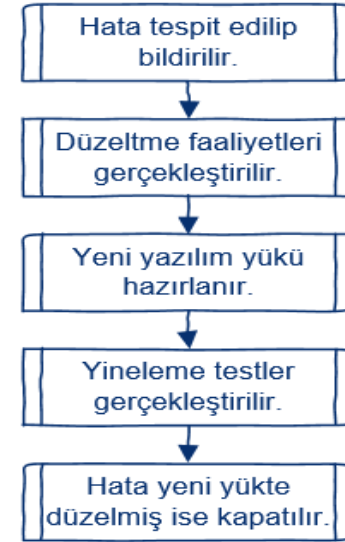 Hata tespit edilip
bildirilir.
Düzeltme faaliyetleri
gerçekleştirilir.
Yeni yazılım yükü
hazırlanır.
Yineleme testler
gerçekleştirilir.
Hata yeni yükte
düzelmiş ise kapatılır.